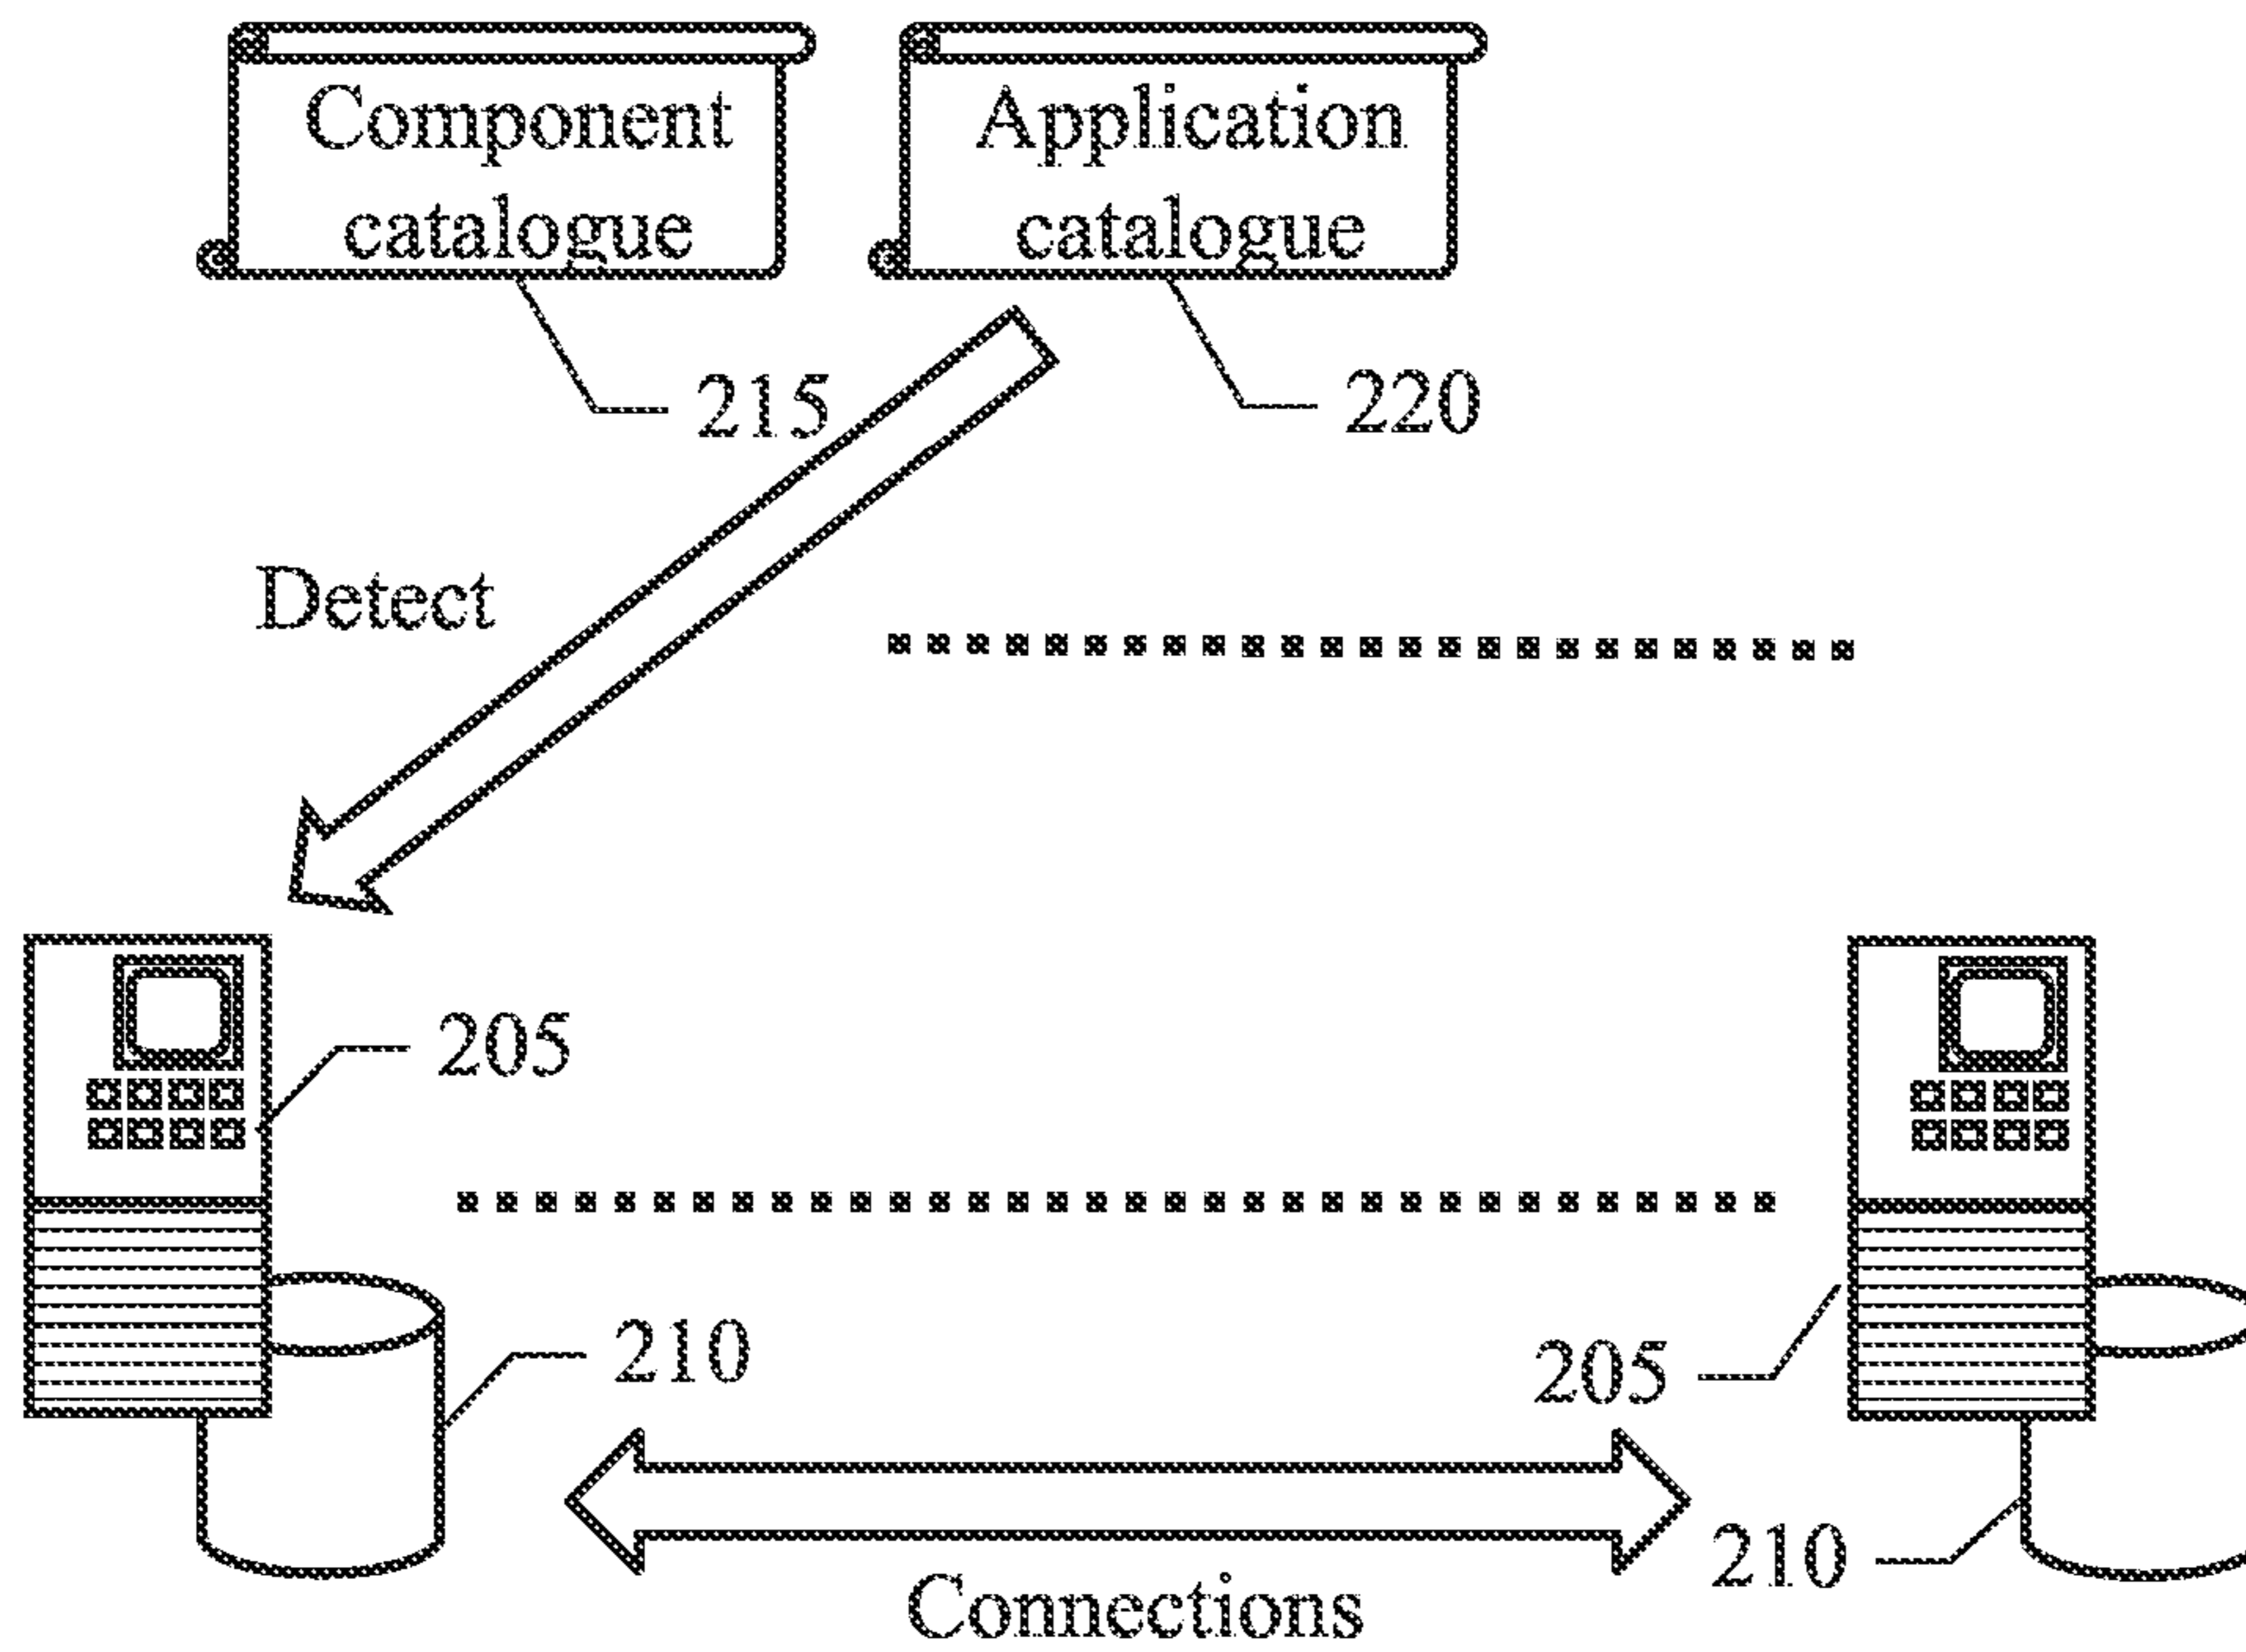 Component
catalogue
Application
catalogue
215
220
Detect
205
210
205
210
Connections